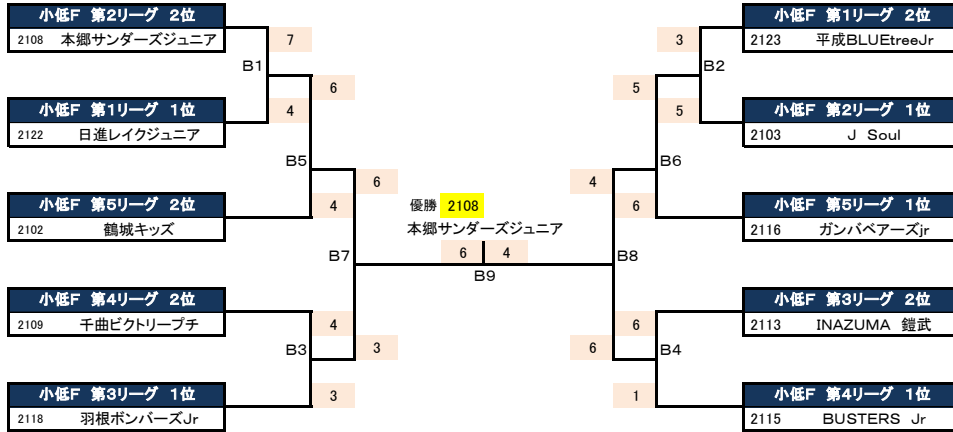 小低F 第2リーグ 2位
2108 本郷サンダーズジュニア
7
B1
6
小低F 第1リーグ 1位
2122 日進レイクジュニア
4
B5
6
小低F 第5リーグ 2位
2102 鶴城キッズ
4
B7
小低F 第4リーグ 2位
2109 千曲ビクトリープチ
4
B3
3
小低F 第3リーグ 1位
2118 羽根ボンバーズJr
3
優勝 2108
本郷サンダーズジュニア
6 4
B9
小低F 第1リーグ 2位
2123 平成BLUEtreeJr
3
B2
5
小低F 第2リーグ 1位
2103 J Soul
5
B6
4
小低F 第5リーグ 1位
2116 ガンバベアーズjr
6
B8
小低F 第3リーグ 2位
2113 INAZUMA 鎧武
6
B4
6
小低F 第4リーグ 1位
2115 BUSTERS Jr
1